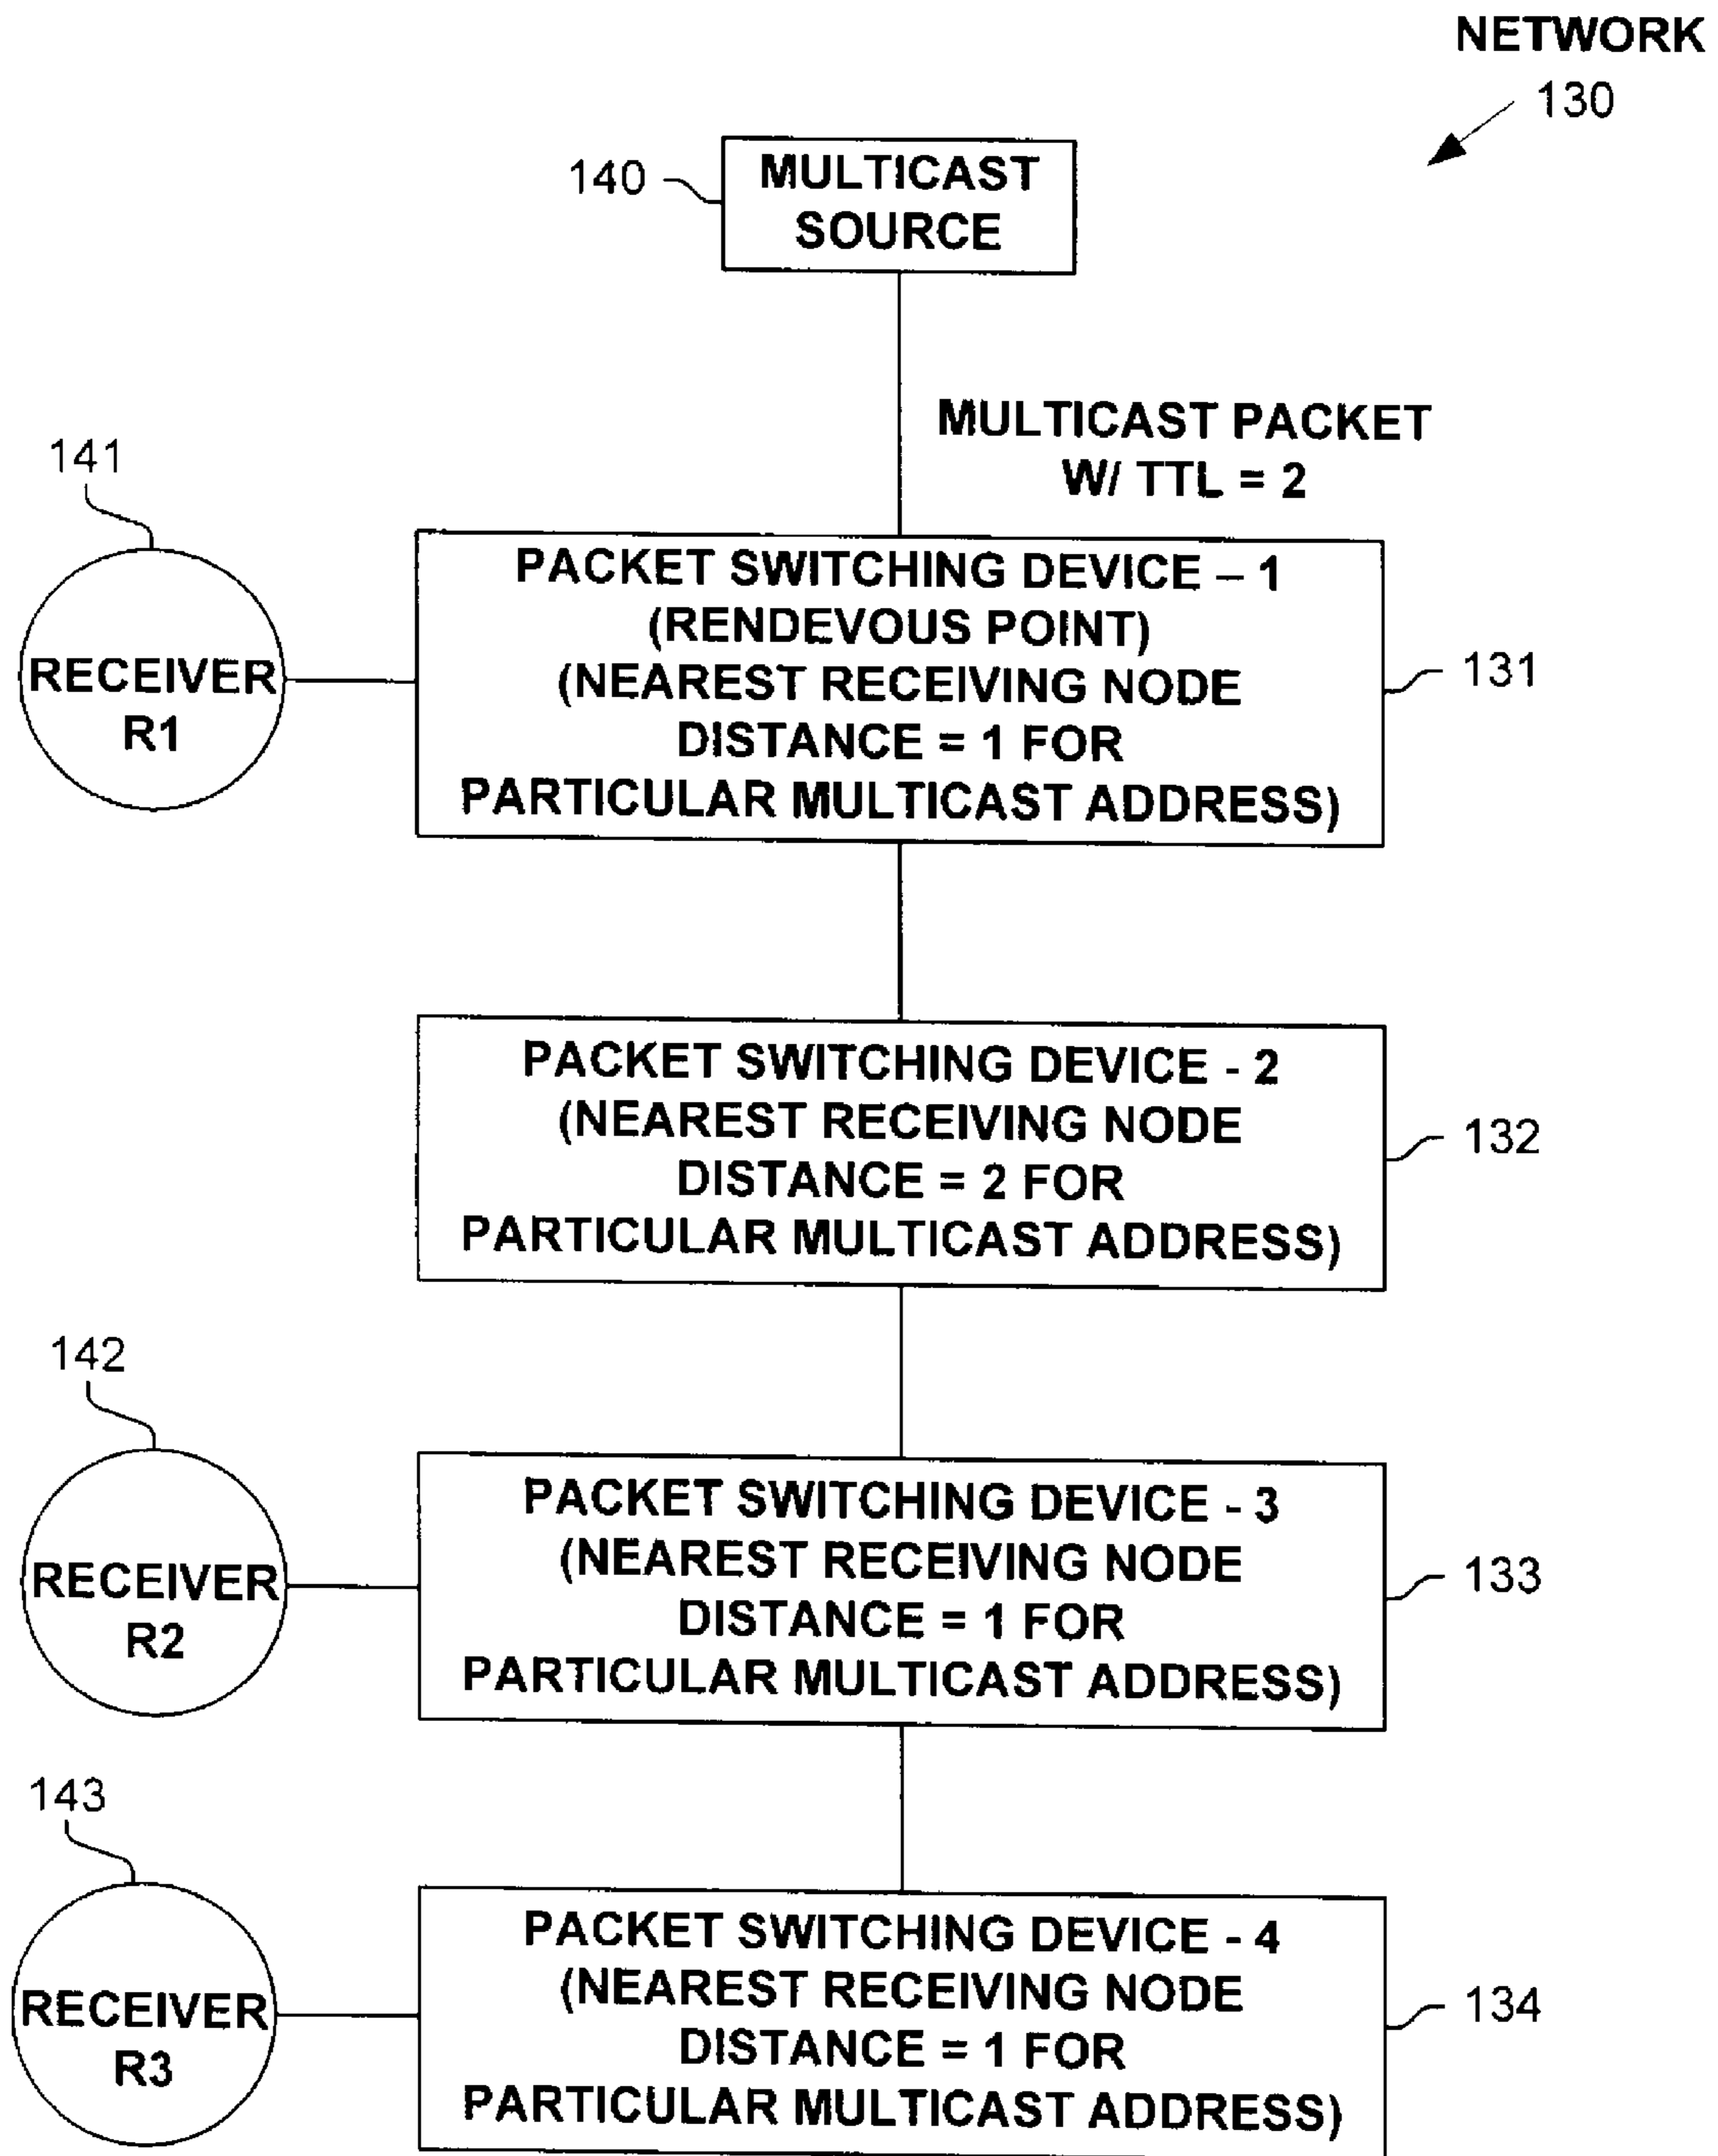 NETWORK
130
140
MULTICAST
SOURCE
MULTICAST PACKET
W/ TTL = 2
141
RECEIVER
R1
PACKET SWITCHING DEVICE – 1
(RENDEVOUS POINT)
(NEAREST RECEIVING NODE
DISTANCE = 1 FOR
PARTICULAR MULTICAST ADDRESS)
131
PACKET SWITCHING DEVICE - 2
(NEAREST RECEIVING NODE
DISTANCE = 2 FOR
PARTICULAR MULTICAST ADDRESS)
132
142
RECEIVER
R2
PACKET SWITCHING DEVICE - 3
(NEAREST RECEIVING NODE
DISTANCE = 1 FOR
PARTICULAR MULTICAST ADDRESS)
133
143
RECEIVER
R3
PACKET SWITCHING DEVICE - 4
(NEAREST RECEIVING NODE
DISTANCE = 1 FOR
PARTICULAR MULTICAST ADDRESS)
134